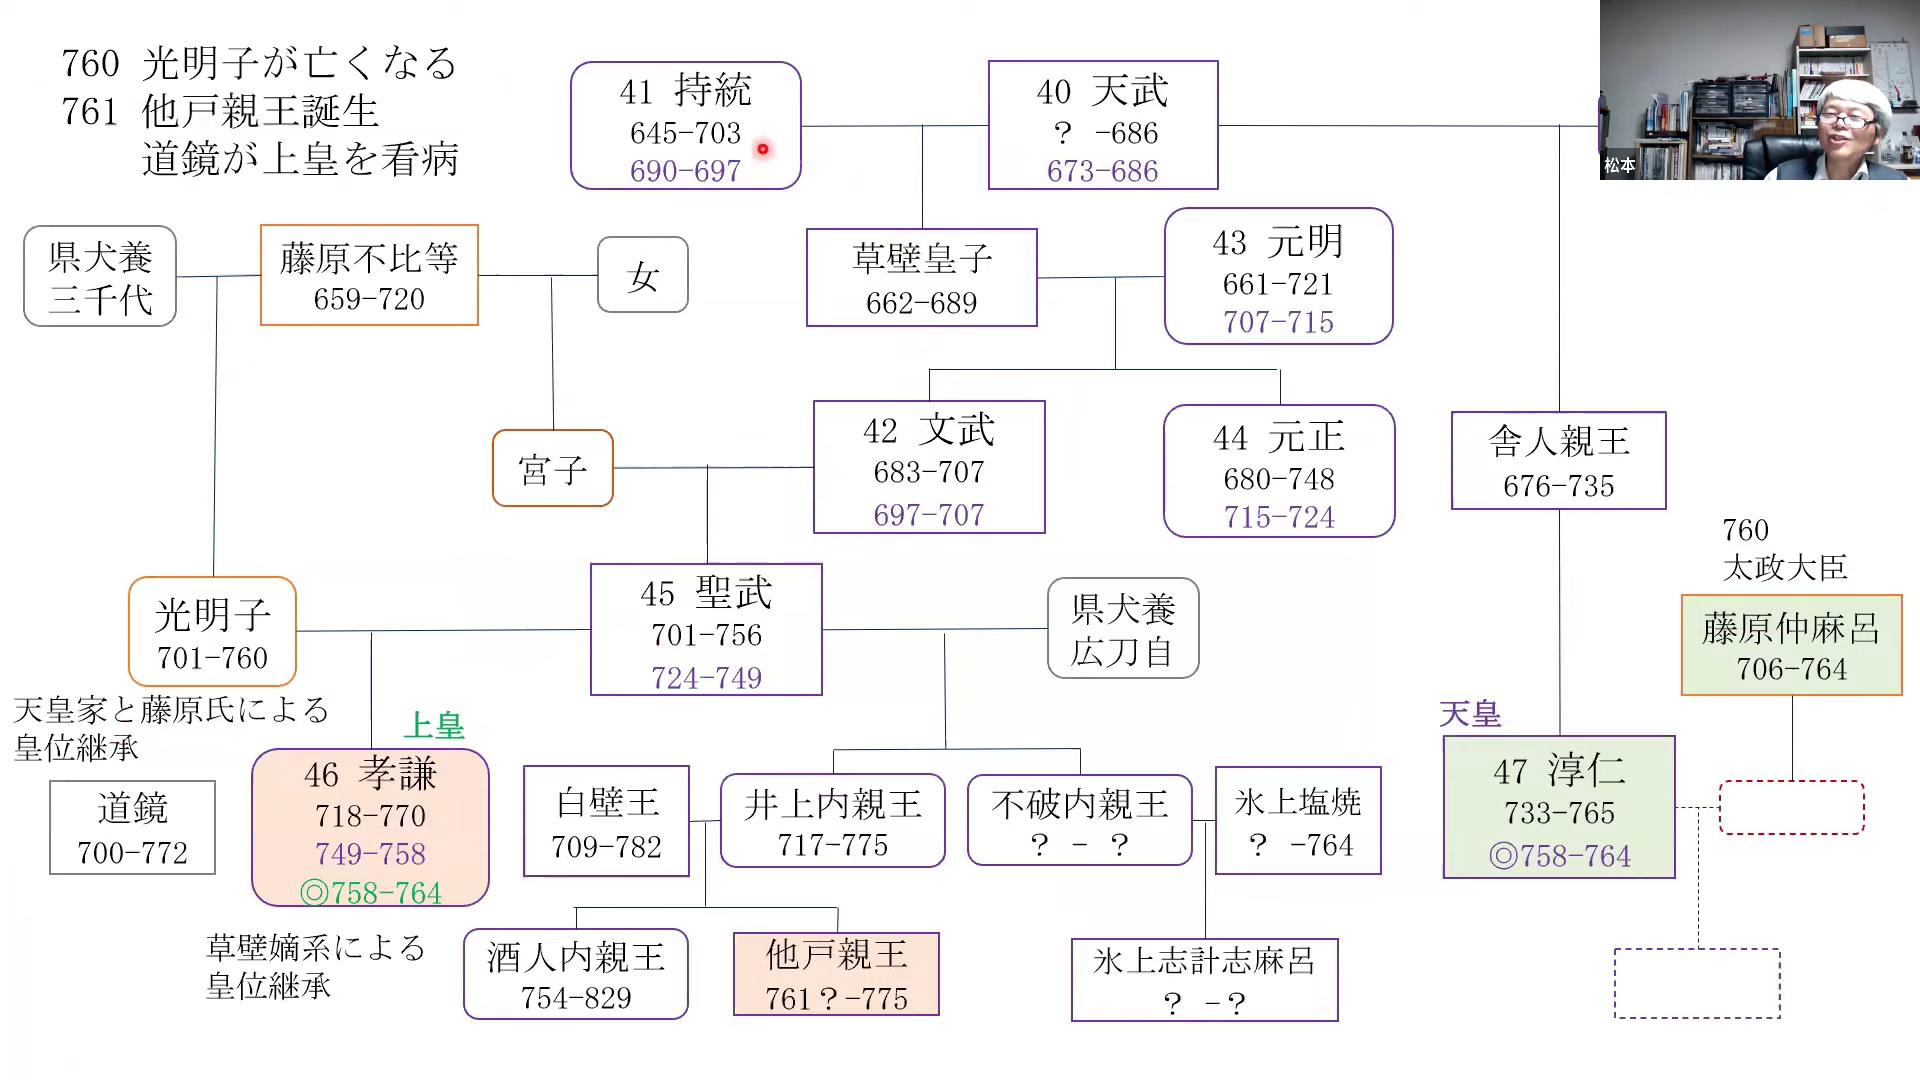 760 光明子が亡くなる
761 他戸親王誕生
道鏡が上皇を看病
41 持統
645-703
690-697
40 天武
？ -686
673-686
松本
県犬養
三千代
藤原不比等
659-720
女
草壁皇子
662-689
43 元明
661-721
707-715
宮子
42 文武
683-707
697-707
44 元正
680-748
715-724
舎人親王
676-735
760
太政大臣
藤原仲麻呂
706-764
光明子
701-760
45 聖武
701-756
724-749
県犬養
広刀自
天皇家と藤原氏による
皇位継承
上皇
天皇
道鏡
700-772
46 孝謙
718-770
749-758
◎758-764
白壁王
709-782
井上内親王
717-775
不破内親王
？ - ？
氷上塩焼
？ -764
47 淳仁
733-765
◎758-764
草壁嫡系による
皇位継承
酒人内親王
754-829
他戸親王
761？-775
氷上志計志麻呂
？ -？